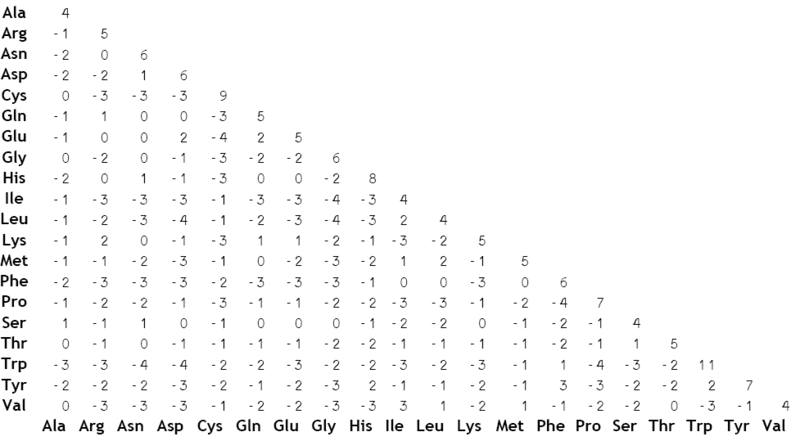 Ala 4
Arg -1 5
Asn -2 0 6
Asp -2 -2 1 6
Cys 0 -3 -3 -3 9
Gln -1 1 0 0 -3 5
Glu -1 0 0 2 -4 2 5
Gly 0 -2 0 -1 -3 -2 -2 6
His -2 0 1 -1 -3 0 0 -2 8
Ile -1 -3 -3 -3 -1 -3 -3 -4 -3 4
Leu -1 -2 -3 -4 -1 -2 -3 -4 -3 2 4
Lys -1 2 0 -1 -3 1 1 -2 -1 -3 -2 5
Met -1 -1 -2 -3 -1 0 -2 -3 -2 1 2 -1 5
Phe -2 -3 -3 -3 -2 -3 -3 -3 -1 0 0 -3 0 6
Pro -1 -2 -2 -1 -3 -1 -1 -2 -2 -3 -3 -1 -2 -4 7
Ser 1 -1 1 0 -1 0 0 0 -1 -2 -2 0 -1 -2 -1 4
Thr 0 -1 0 -1 -1 -1 -1 -2 -2 -1 -1 -1 -1 -2 -1 1 5
Trp -3 -3 -4 -4 -2 -2 -3 -2 -2 -3 -2 -3 -1 1 -4 -3 -2 11
Tyr -2 -2 -2 -3 -2 -1 -2 -3 2 -1 -1 -2 -1 3 -3 -2 -2 2 7
Val 0 -3 -3 -3 -1 -2 -2 -3 -3 3 1 -2 1 -1 -2 -2 0 -3 -1 4
Ala Arg Asn Asp Cys Gln Glu Gly His Ile Leu Lys Met Phe Pro Ser Thr Trp Tyr Val